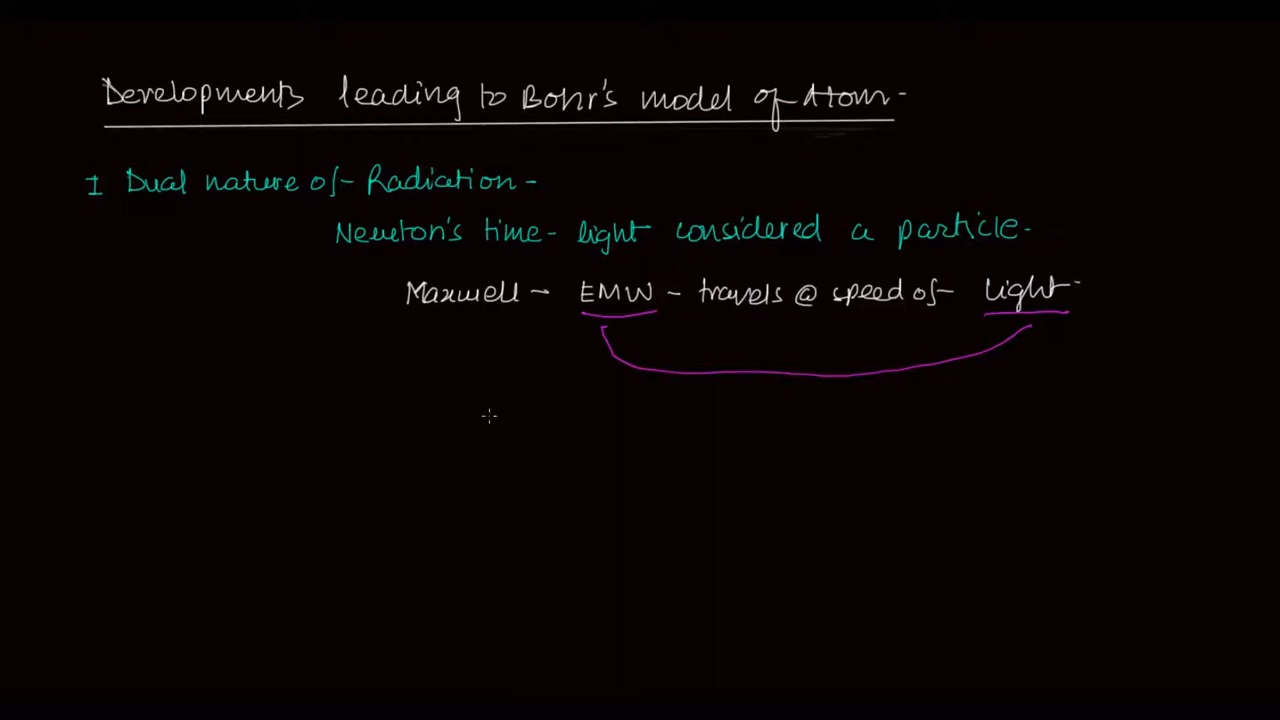 Developments leading to Bohr's model of Atom-
1 Dual nature of- Radiation-
Newton's time- light considered a particle.
Maxwell - EMW - travels @ speed of- light-